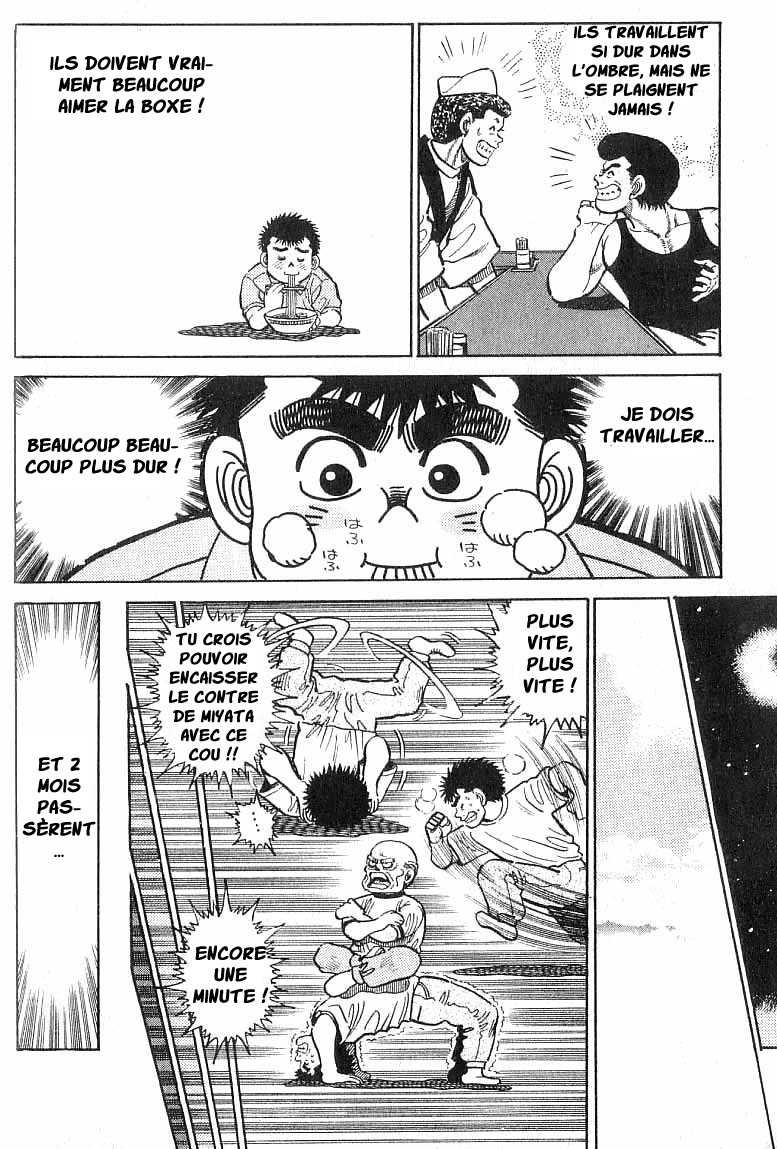 ILS TRAVAILLENT
SI DUR DANS
L'OMBRE, MAIS NE
SE PLAIGNENT
JAMAIS !
ILS DOIVENT VRAI-
MENT BEAUCOUP
AIMER LA BOXE !
JE DOIS
TRAVAILLER...
BEAUCOUP BEAU-
COUP PLUS DUR !
はふ
はふ
はふ
PLUS
VITE,
PLUS
VITE !
TU CROIS
POUVOIR
ENCAISSER
LE CONTRE
DE MIYATA
AVEC CE
COU !!
...
ENCORE
UNE
MINUTE !
ET 2
MOIS
PAS-
SÈRENT
...